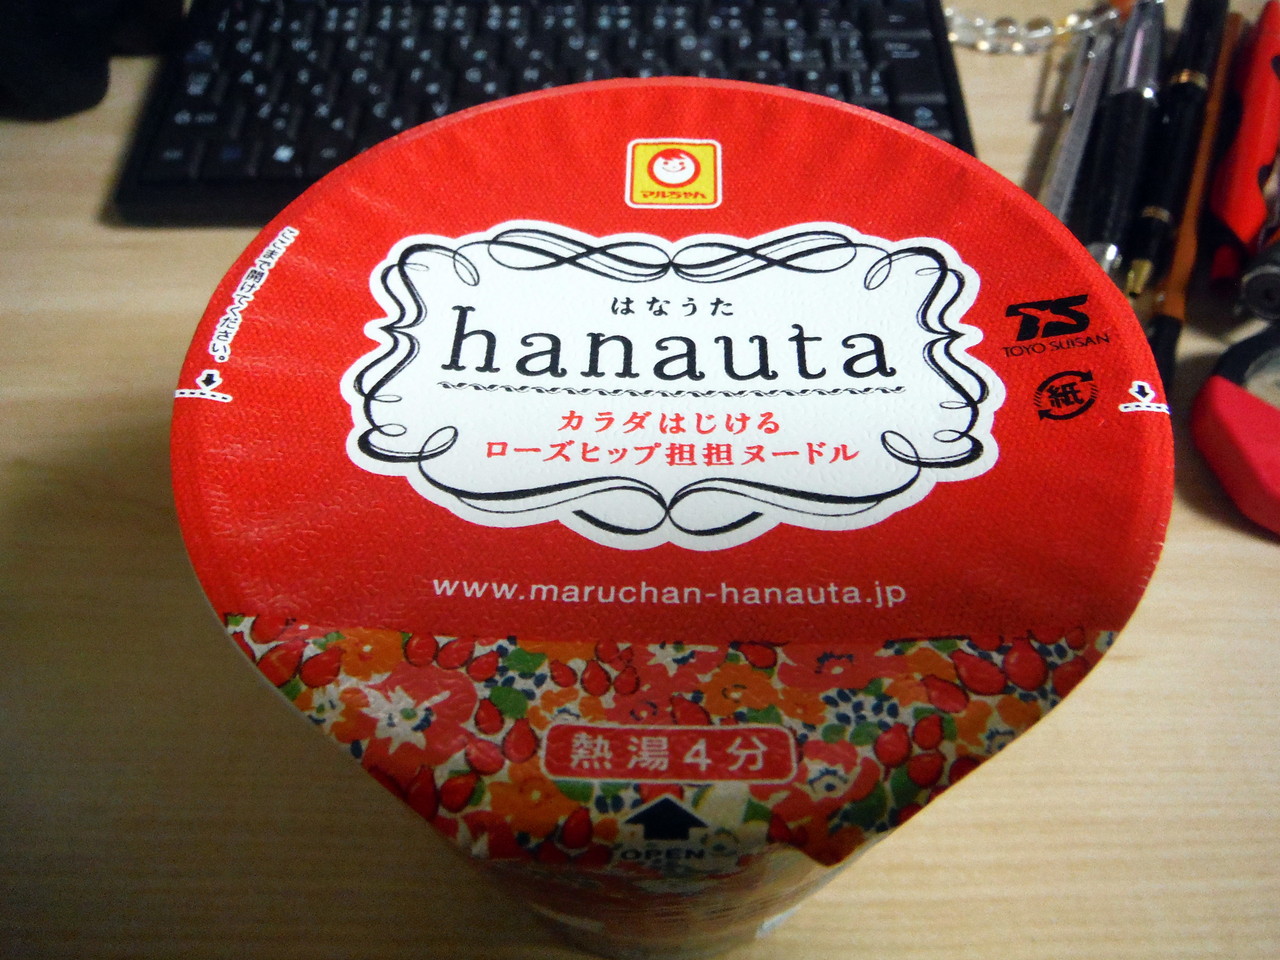 マルちゃん
ここまで開けてください。
はなうた
hanauta
TS
TOYO SUISAN
紙
カラダはじける
ローズヒップ担担ヌードル
www.maruchan-hanauta.jp
熱湯4分
OPEN